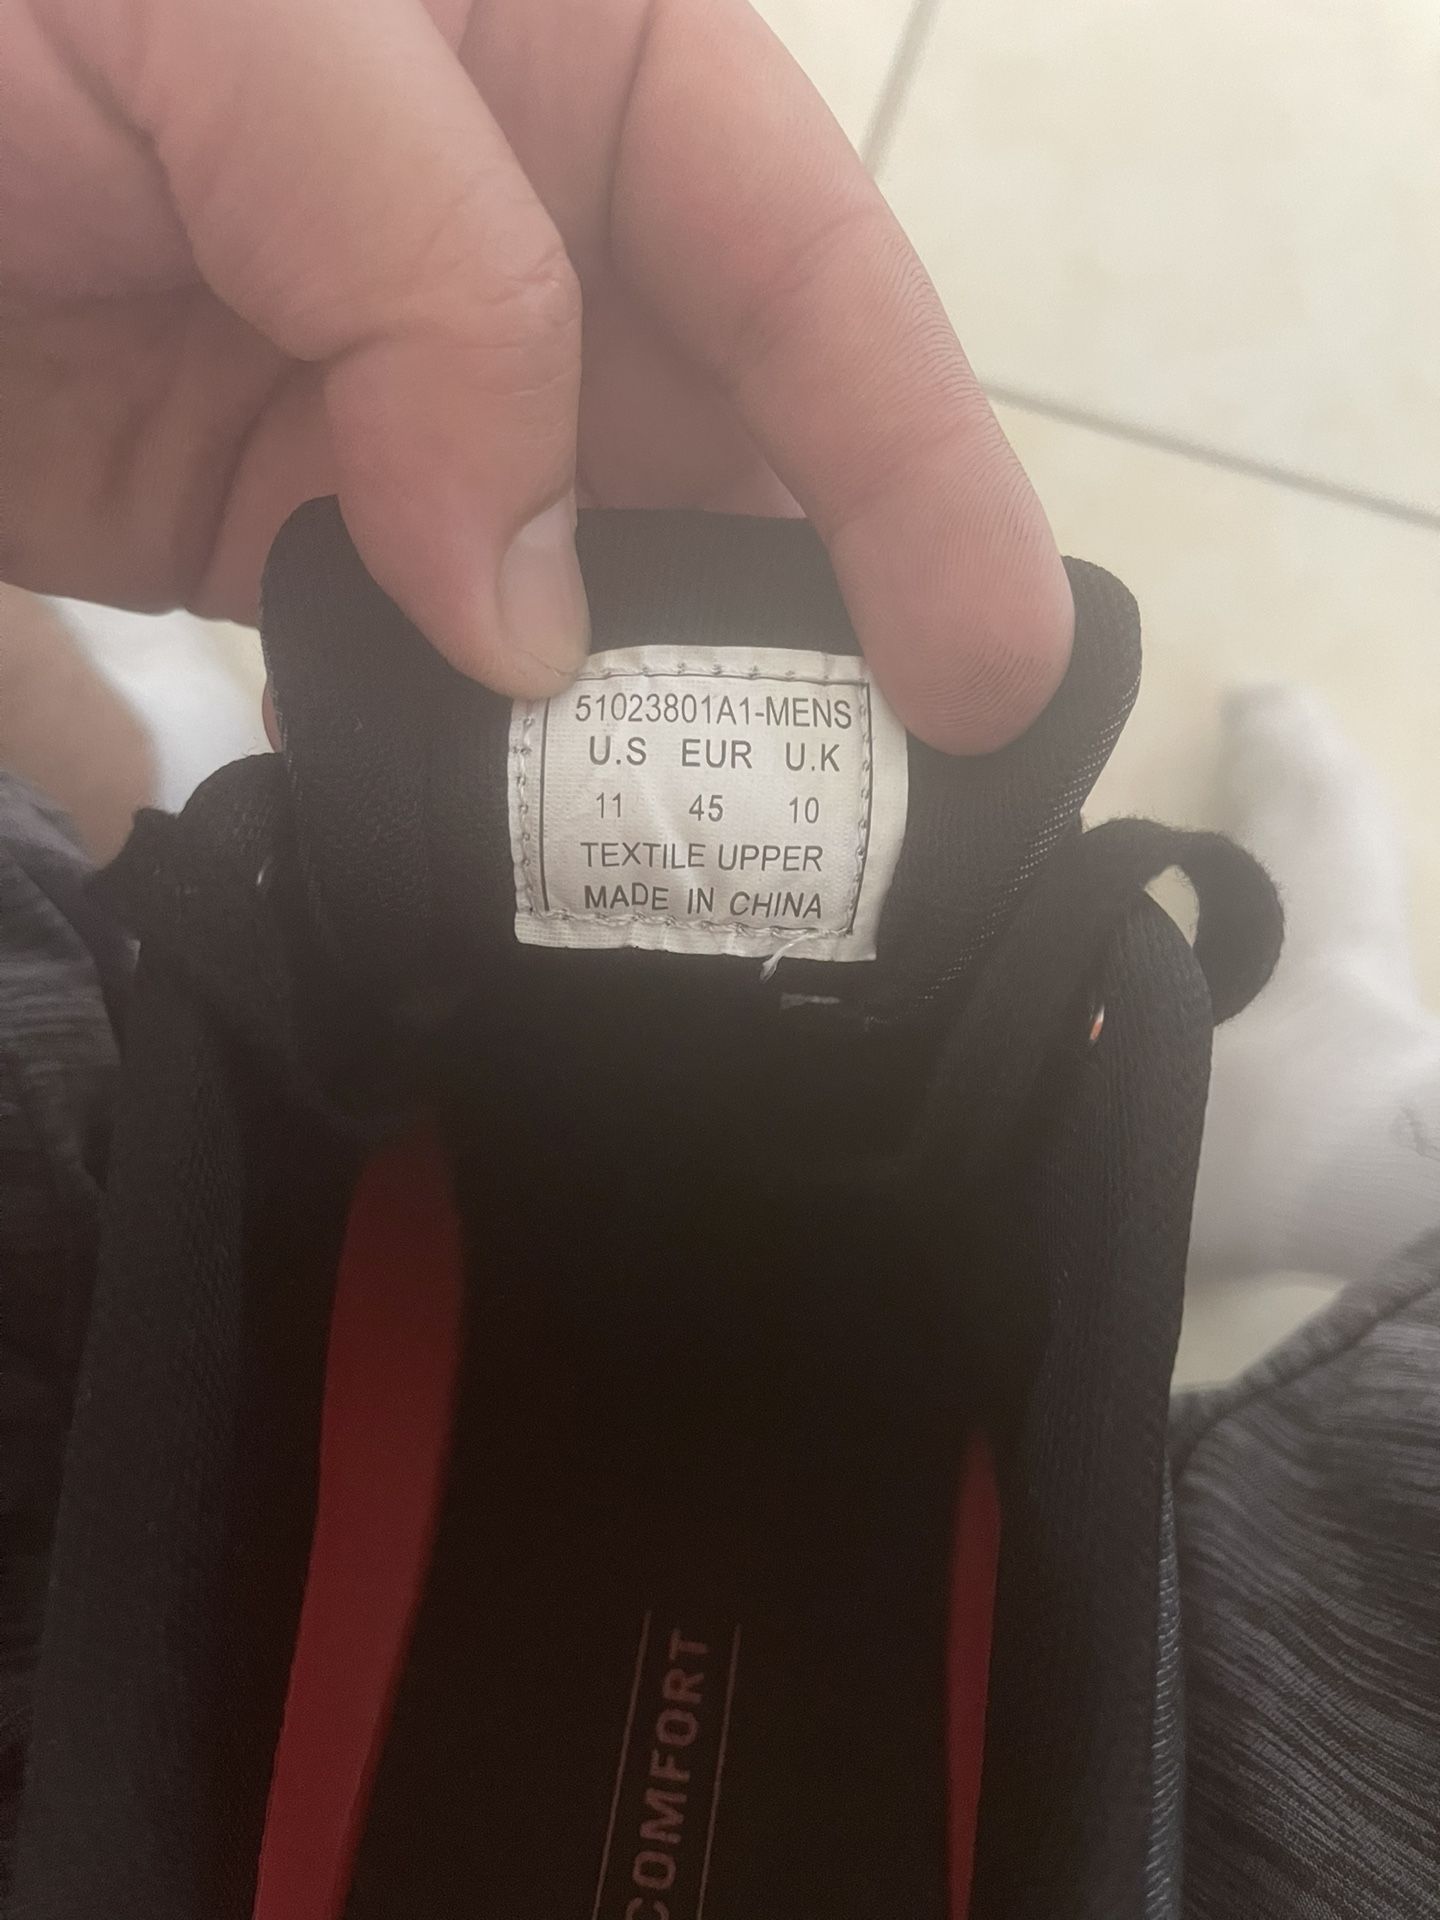 51023801A1-MENS
U.S EUR U.K
11 45 10
TEXTILE UPPER
MADE IN CHINA
COMFORT